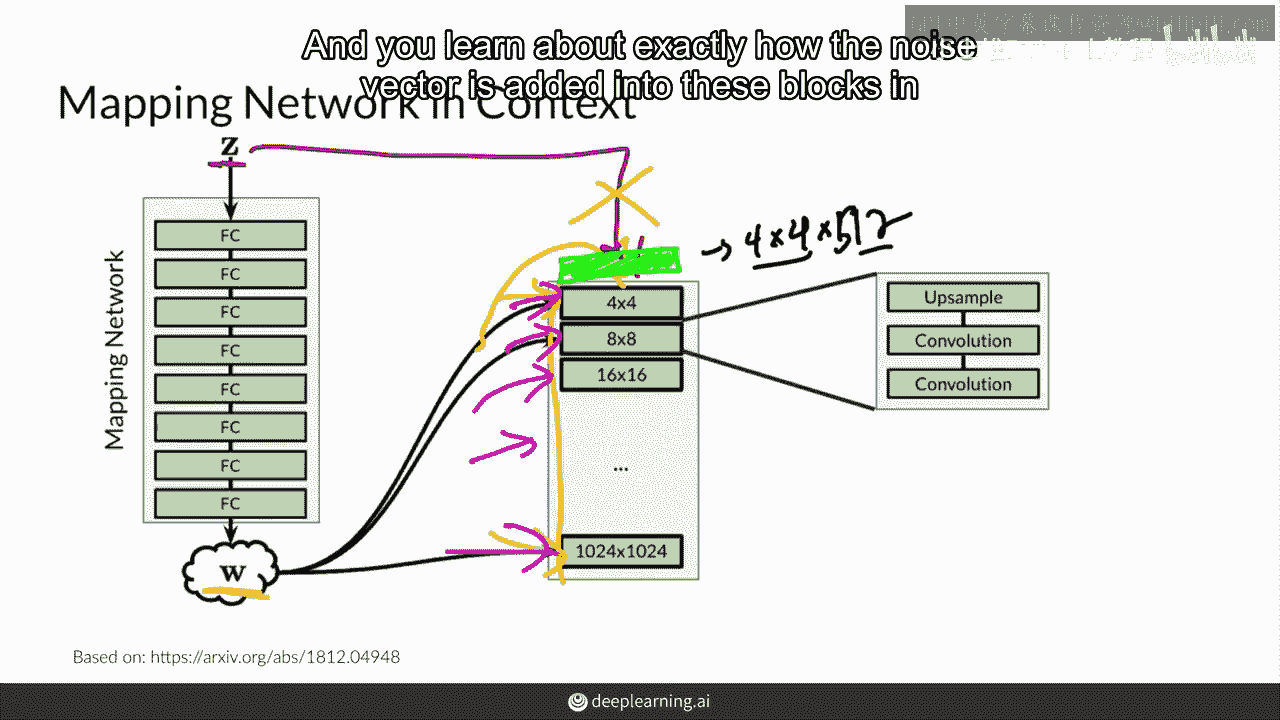 And you learn about exactly how the noise
vector is added into these blocks in
Mapping Network in Context
z
Mapping Network
FC
FC
FC
FC
FC
FC
FC
FC
w
→ 4×4×512
4x4
8x8
16x16
...
1024x1024
Upsample
Convolution
Convolution
Based on: https://arxiv.org/abs/1812.04948
deeplearning.ai